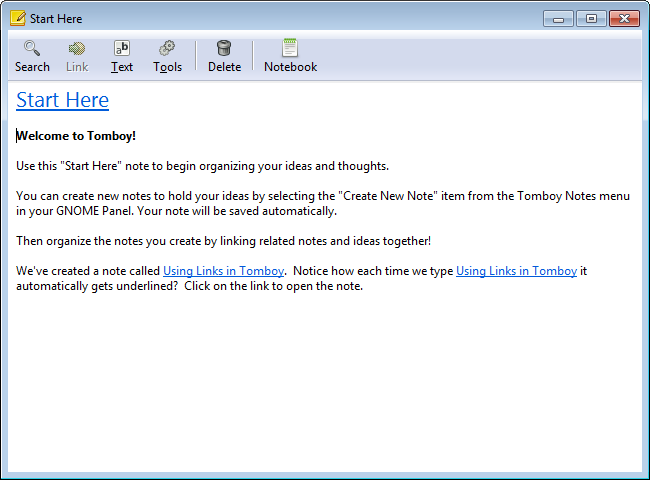 Start Here
Search Link Text Tools Delete Notebook
Start Here
Welcome to Tomboy!
Use this "Start Here" note to begin organizing your ideas and thoughts.
You can create new notes to hold your ideas by selecting the "Create New Note" item from the Tomboy Notes menu
in your GNOME Panel. Your note will be saved automatically.
Then organize the notes you create by linking related notes and ideas together!
We've created a note called Using Links in Tomboy.  Notice how each time we type Using Links in Tomboy it
automatically gets underlined?  Click on the link to open the note.